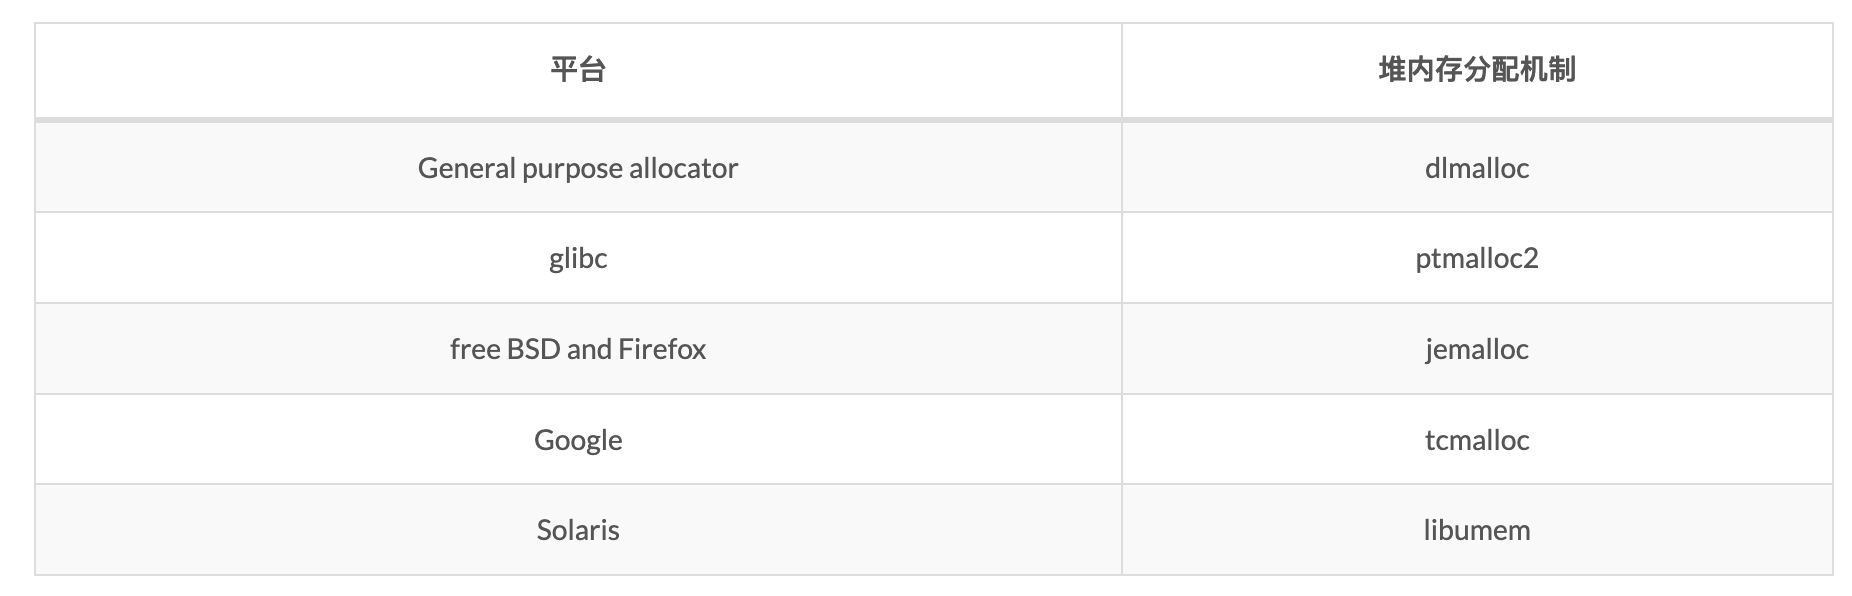 平台 堆内存分配机制
General purpose allocator dlmalloc
glibc ptmalloc2
free BSD and Firefox jemalloc
Google tcmalloc
Solaris libumem